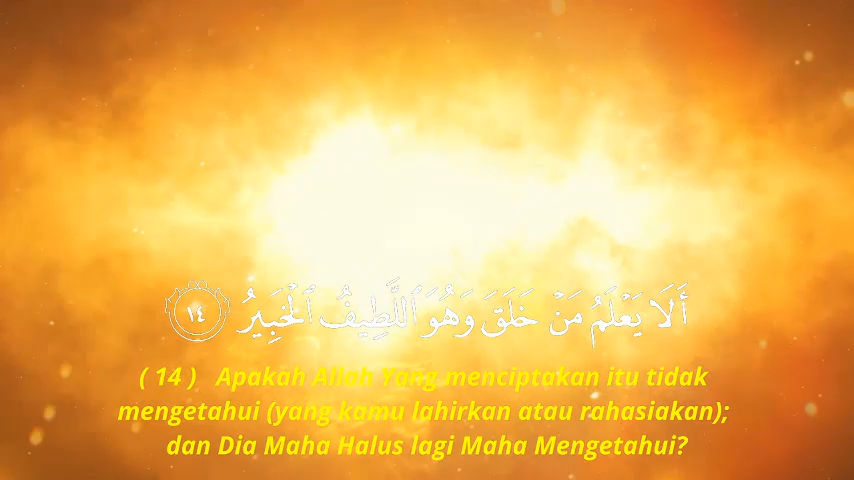 أَلَا يَعْلَمُ مَنْ خَلَقَ وَهُوَ ٱللَّطِيفُ ٱلْخَبِيرُ ١٤
( 14 ) Apakah Allah Yang menciptakan itu tidak
mengetahui (yang kamu lahirkan atau rahasiakan);
dan Dia Maha Halus lagi Maha Mengetahui?